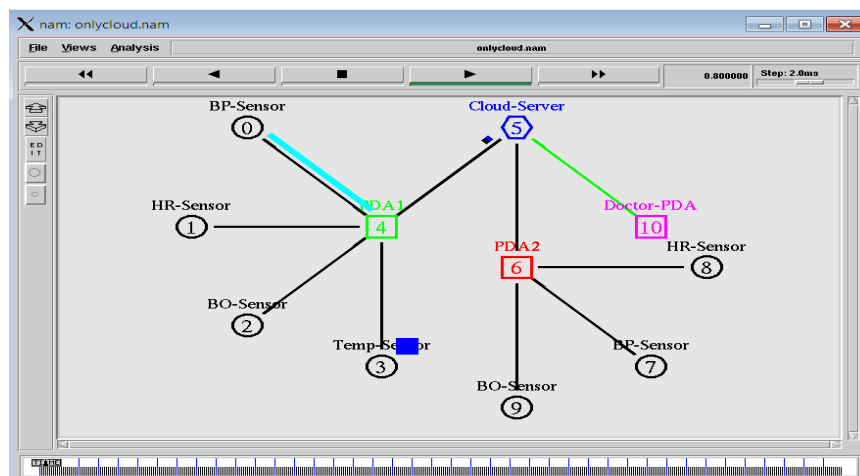 nam: onlycloud.nam
File Views Analysis onlycloud.nam
0.800000 Step: 2.0ms
ED
IT
BP-Sensor
0
Cloud-Server
5
HR-Sensor
1
PDA1
4
Doctor-PDA
10
PDA2
6
HR-Sensor
8
BO-Sensor
2
Temp-Sensor
3
BP-Sensor
7
BO-Sensor
9